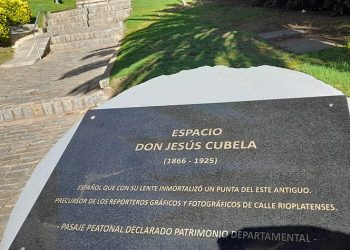 ESPACIO
DON JESÚS CUBELA
(1866 - 1925)
ESPAÑOL QUE CON SU LENTE INMORTALIZÓ UN PUNTA DEL ESTE ANTIGUO.
PRECURSOR DE LOS REPORTEROS GRÁFICOS Y FOTOGRÁFICOS DE CALLE RIOPLATENSES.
- PASAJE PEATONAL DECLARADO PATRIMONIO DEPARTAMENTAL -